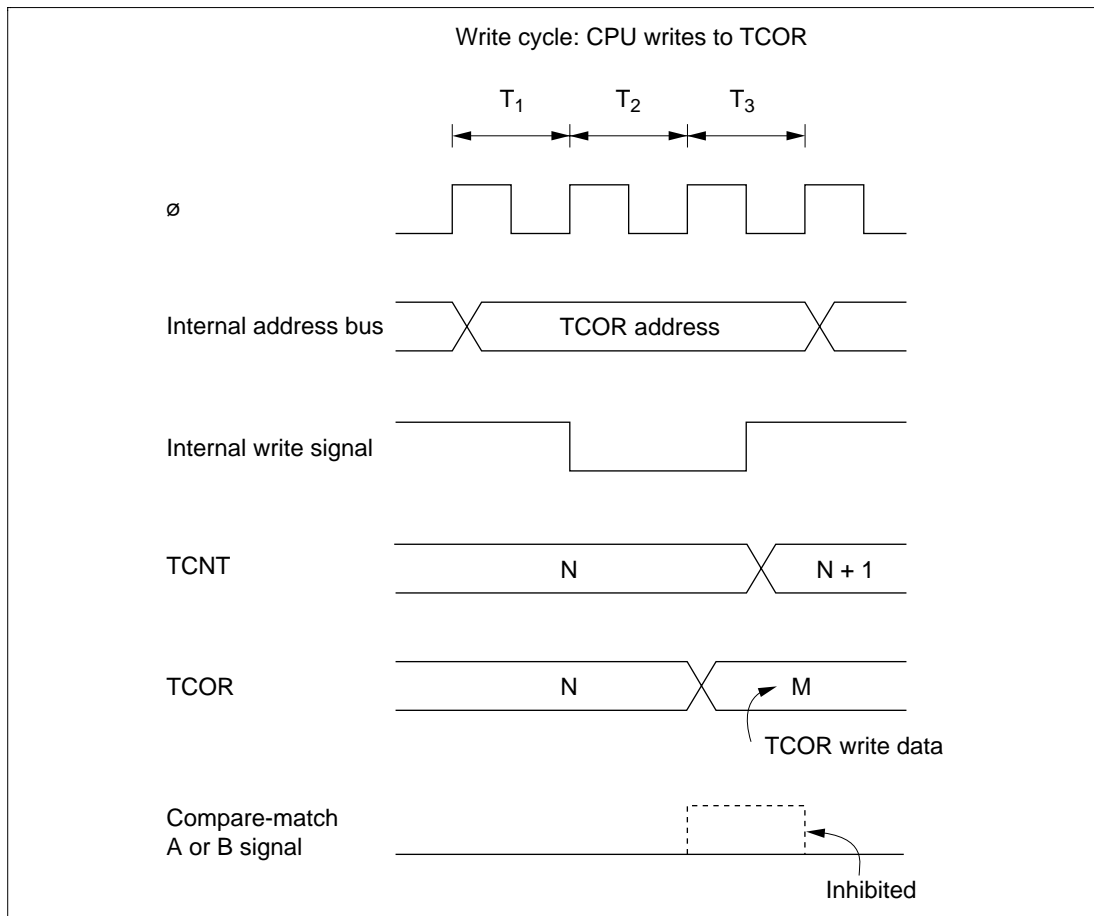 Write cycle: CPU writes to TCOR
T1 T2 T3
ø
Internal address bus
TCOR address
Internal write signal
TCNT
N
N + 1
TCOR
N
M
TCOR write data
Compare-match
A or B signal
Inhibited